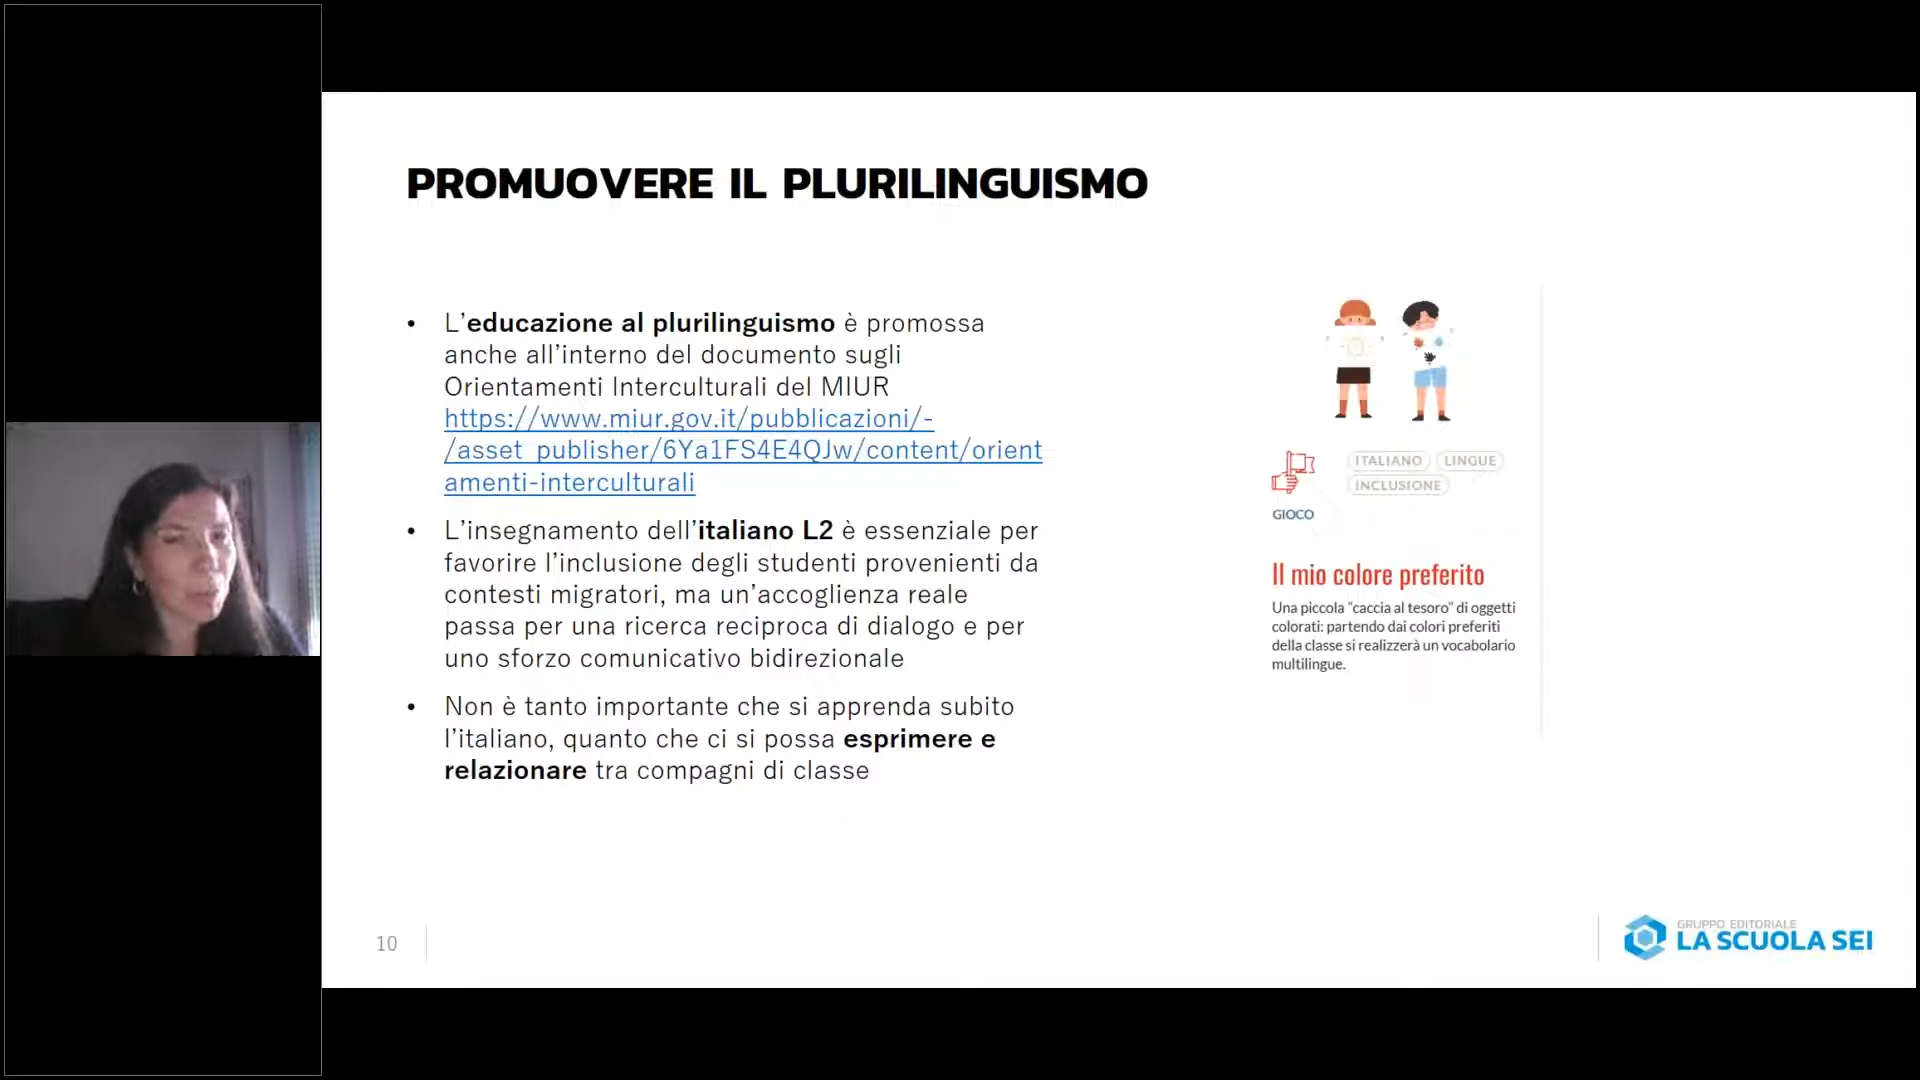 PROMUOVERE IL PLURILINGUISMO
• L’educazione al plurilinguismo è promossa
anche all’interno del documento sugli
Orientamenti Interculturali del MIUR
https://www.miur.gov.it/pubblicazioni/-
/asset_publisher/6Ya1FS4E4QJw/content/orient
amenti-interculturali
• L’insegnamento dell’italiano L2 è essenziale per
favorire l’inclusione degli studenti provenienti da
contesti migratori, ma un’accoglienza reale
passa per una ricerca reciproca di dialogo e per
uno sforzo comunicativo bidirezionale
• Non è tanto importante che si apprenda subito
l’italiano, quanto che ci si possa esprimere e
relazionare tra compagni di classe
ITALIANO LINGUE
INCLUSIONE
GIOCO
Il mio colore preferito
Una piccola "caccia al tesoro" di oggetti
colorati: partendo dai colori preferiti
della classe si realizzerà un vocabolario
multilingue.
10
GRUPPO EDITORIALE
LA SCUOLA SEI